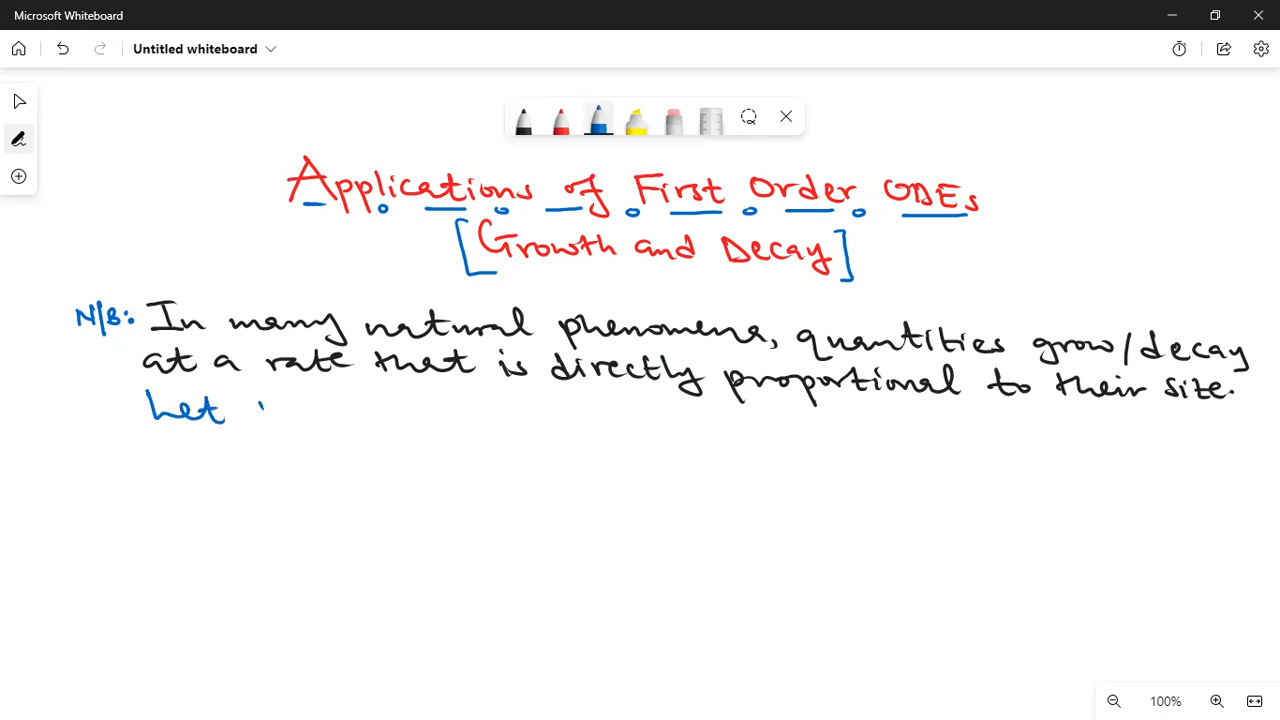 Microsoft Whiteboard
Untitled whiteboard
Applications of First Order ODEs
[Growth and Decay]
N/B: In many natural phenomena, quantities grow/decay
at a rate that is directly proportional to their size.
Let
100%